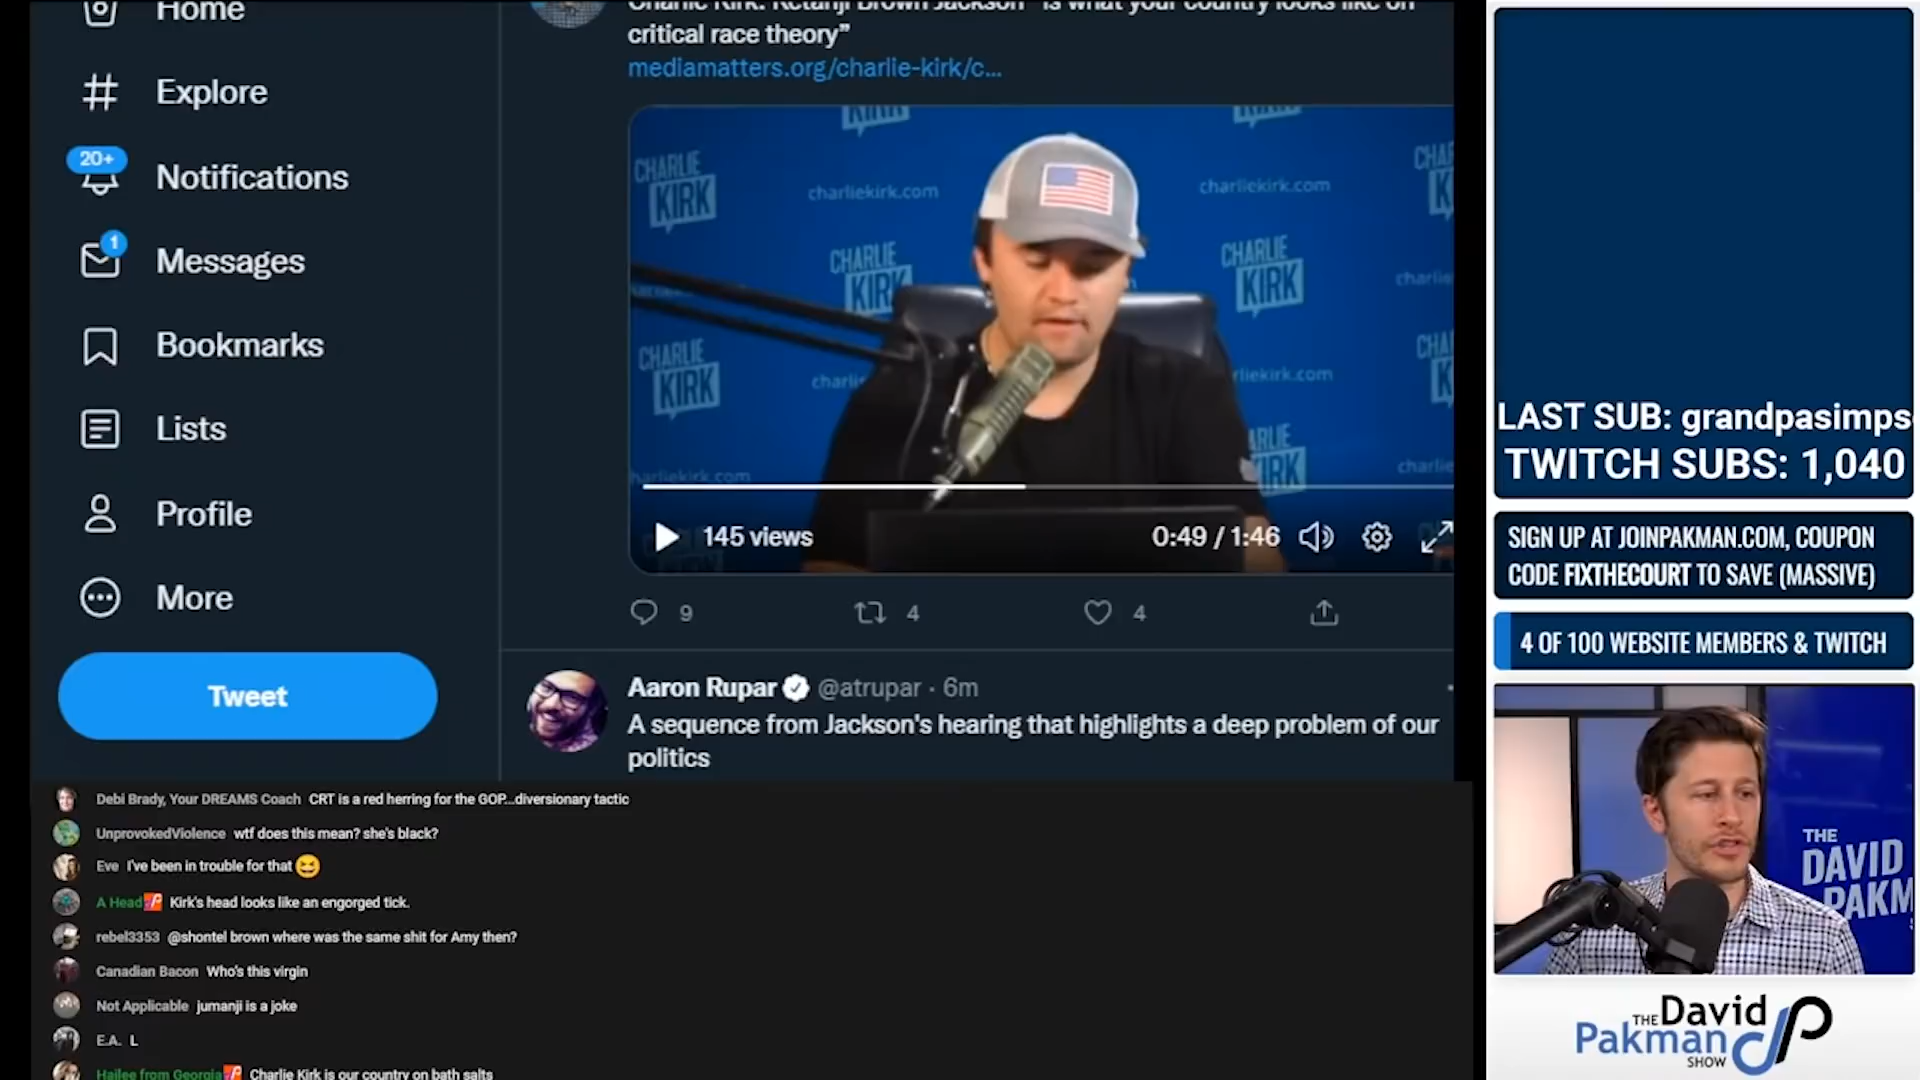 Home
Explore
20+
Notifications
1
Messages
Bookmarks
Lists
Profile
More
Tweet
Charlie Kirk: Ketanji Brown Jackson "is what your country looks like on
critical race theory”
mediamatters.org/charlie-kirk/c...
KIRK
KIRK
CHARLIE
KIRK
charliekirk.com
charliekirk.com
CHARLIE
KIRK
CHARLIE
KIRK
CHARLIE
KIRK
145 views
0:49 / 1:46
9
4
4
Aaron Rupar @atrupar · 6m
A sequence from Jackson's hearing that highlights a deep problem of our
politics
Debi Brady, Your DREAMS Coach CRT is a red herring for the GOP...diversionary tactic
UnprovokedViolence wtf does this mean? she's black?
Eve I've been in trouble for that
A Head Kirk's head looks like an engorged tick.
rebel3353 @shontel brown where was the same shit for Amy then?
Canadian Bacon Who's this virgin
Not Applicable jumanji is a joke
E.A. L
Hailee from Georgia Charlie Kirk is our country on bath salts
LAST SUB: grandpasimps
TWITCH SUBS: 1,040
SIGN UP AT JOINPAKMAN.COM, COUPON
CODE FIXTHECOURT TO SAVE (MASSIVE)
4 OF 100 WEBSITE MEMBERS & TWITCH
THE
DAVID
PAKM
THE David
Pakman
SHOW